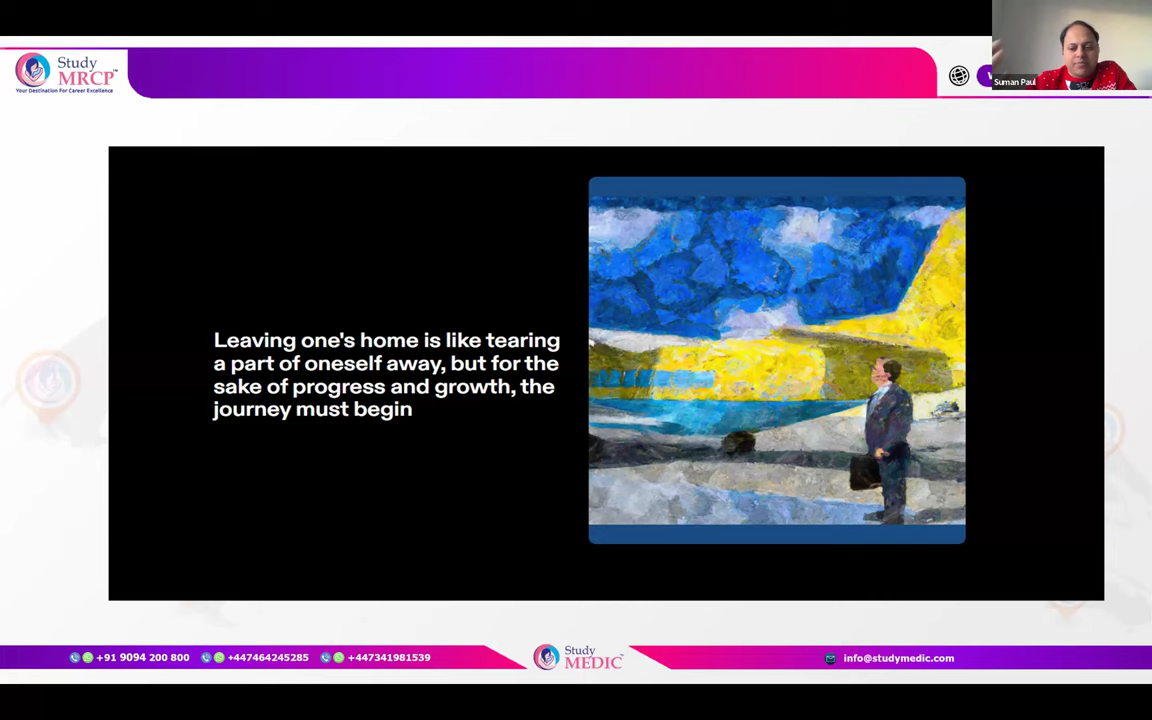 Study
MRCP™
Your Destination For Career Excellence
Suman Paul
Leaving one's home is like tearing
a part of oneself away, but for the
sake of progress and growth, the
journey must begin
+91 9094 200 800
+447464245285
+447341981539
Study
MEDIC™
info@studymedic.com